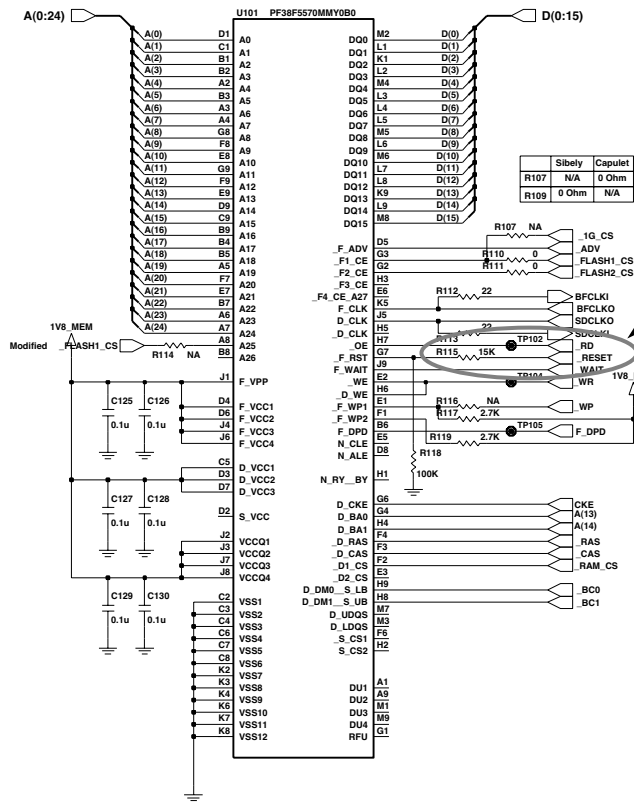 U101 PF38F5570MMY0B0
A(0:24) D(0:15)
A(0) D1 A0 DQ0 M2 D(0)
A(1) C1 A1 DQ1 L1 D(1)
A(2) B1 A2 DQ2 K1 D(2)
A(3) B2 A3 DQ3 L2 D(3)
A(4) A2 A4 DQ4 M4 D(4)
A(5) B3 A5 DQ5 L3 D(5)
A(6) A3 A6 DQ6 L4 D(6)
A(7) A4 A7 DQ7 L5 D(7)
A(8) G8 A8 DQ8 M5 D(8)
A(9) F8 A9 DQ9 L6 D(9)
A(10) E8 A10 DQ10 M6 D(10)
A(11) G9 A11 DQ11 L7 D(11)
A(12) F9 A12 DQ12 L8 D(12)
A(13) E9 A13 DQ13 K9 D(13)
A(14) D9 A14 DQ14 L9 D(14)
A(15) C9 A15 DQ15 M8 D(15)
A(16) B9 A16
A(17) B4 A17
A(18) B5 A18
A(19) A5 A19
A(20) F7 A20
A(21) E7 A21
A(22) B7 A22
A(23) A6 A23
A(24) A7 A24
Sibely Capulet
R107 N/A 0 Ohm
R109 0 Ohm N/A
R107 NA _1G_CS
_F_ADV D5 _ADV
_F1_CE G3 R110 0 _FLASH1_CS
_F2_CE G2 R111 0 _FLASH2_CS
_F3_CE H3
_F4_CE_A27 E6 R112 22 BFCLKI
F_CLK K5 BFCLKO
D_CLK J5 SDCLKO
_D_CLK H5 R113 22 SDCLKI
_OE H7 TP102 _RD
_F_RST G7 R115 15K _RESET
F_WAIT J9 _WAIT
_WE E2 TP104 _WR
_D_WE H6 1V8_
_F_WP1 E1 R116 NA _WP
_F_WP2 F1 R117 2.7K
F_DPD B6 TP105 F_DPD
N_CLE E5 R119 2.7K
N_ALE D8
R118
100K
N_RY__BY H1
1V8_MEM
Modified _FLASH1_CS A8 A25
R114 NA B8 A26
J1 F_VPP
C125 C126
0.1u 0.1u
D4 F_VCC1
D6 F_VCC2
J4 F_VCC3
J6 F_VCC4
C5 D_VCC1
D3 D_VCC2
D7 D_VCC3
C127 C128
0.1u 0.1u
D2 S_VCC
J2 VCCQ1
J3 VCCQ2
J7 VCCQ3
J8 VCCQ4
C129 C130
0.1u 0.1u
D_CKE G6 CKE
D_BA0 G4 A(13)
D_BA1 H4 A(14)
_D_RAS F4 _RAS
_D_CAS F3 _CAS
_D1_CS F2 _RAM_CS
_D2_CS E3
D_DM0__S_LB H9 _BC0
D_DM1__S_UB H8 _BC1
D_UDQS M7
D_LDQS M3
_S_CS1 F6
S_CS2 H2
C2 VSS1
C3 VSS2
C4 VSS3
C6 VSS4
C7 VSS5
C8 VSS6
K2 VSS7
K3 VSS8
K4 VSS9
K6 VSS10
K7 VSS11
K8 VSS12
DU1 A1
DU2 A9
DU3 M1
DU4 M9
RFU G1